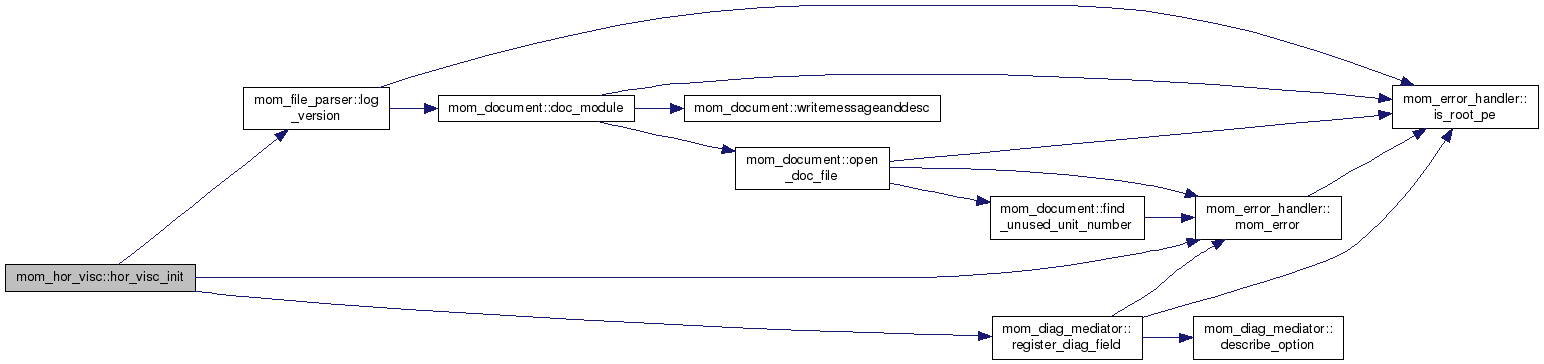 mom_file_parser::log
_version
mom_document::doc_module
mom_document::writemessageanddesc
mom_error_handler::
is_root_pe
mom_document::open
_doc_file
mom_document::find
_unused_unit_number
mom_error_handler::
mom_error
mom_hor_visc::hor_visc_init
mom_diag_mediator::
register_diag_field
mom_diag_mediator::
describe_option